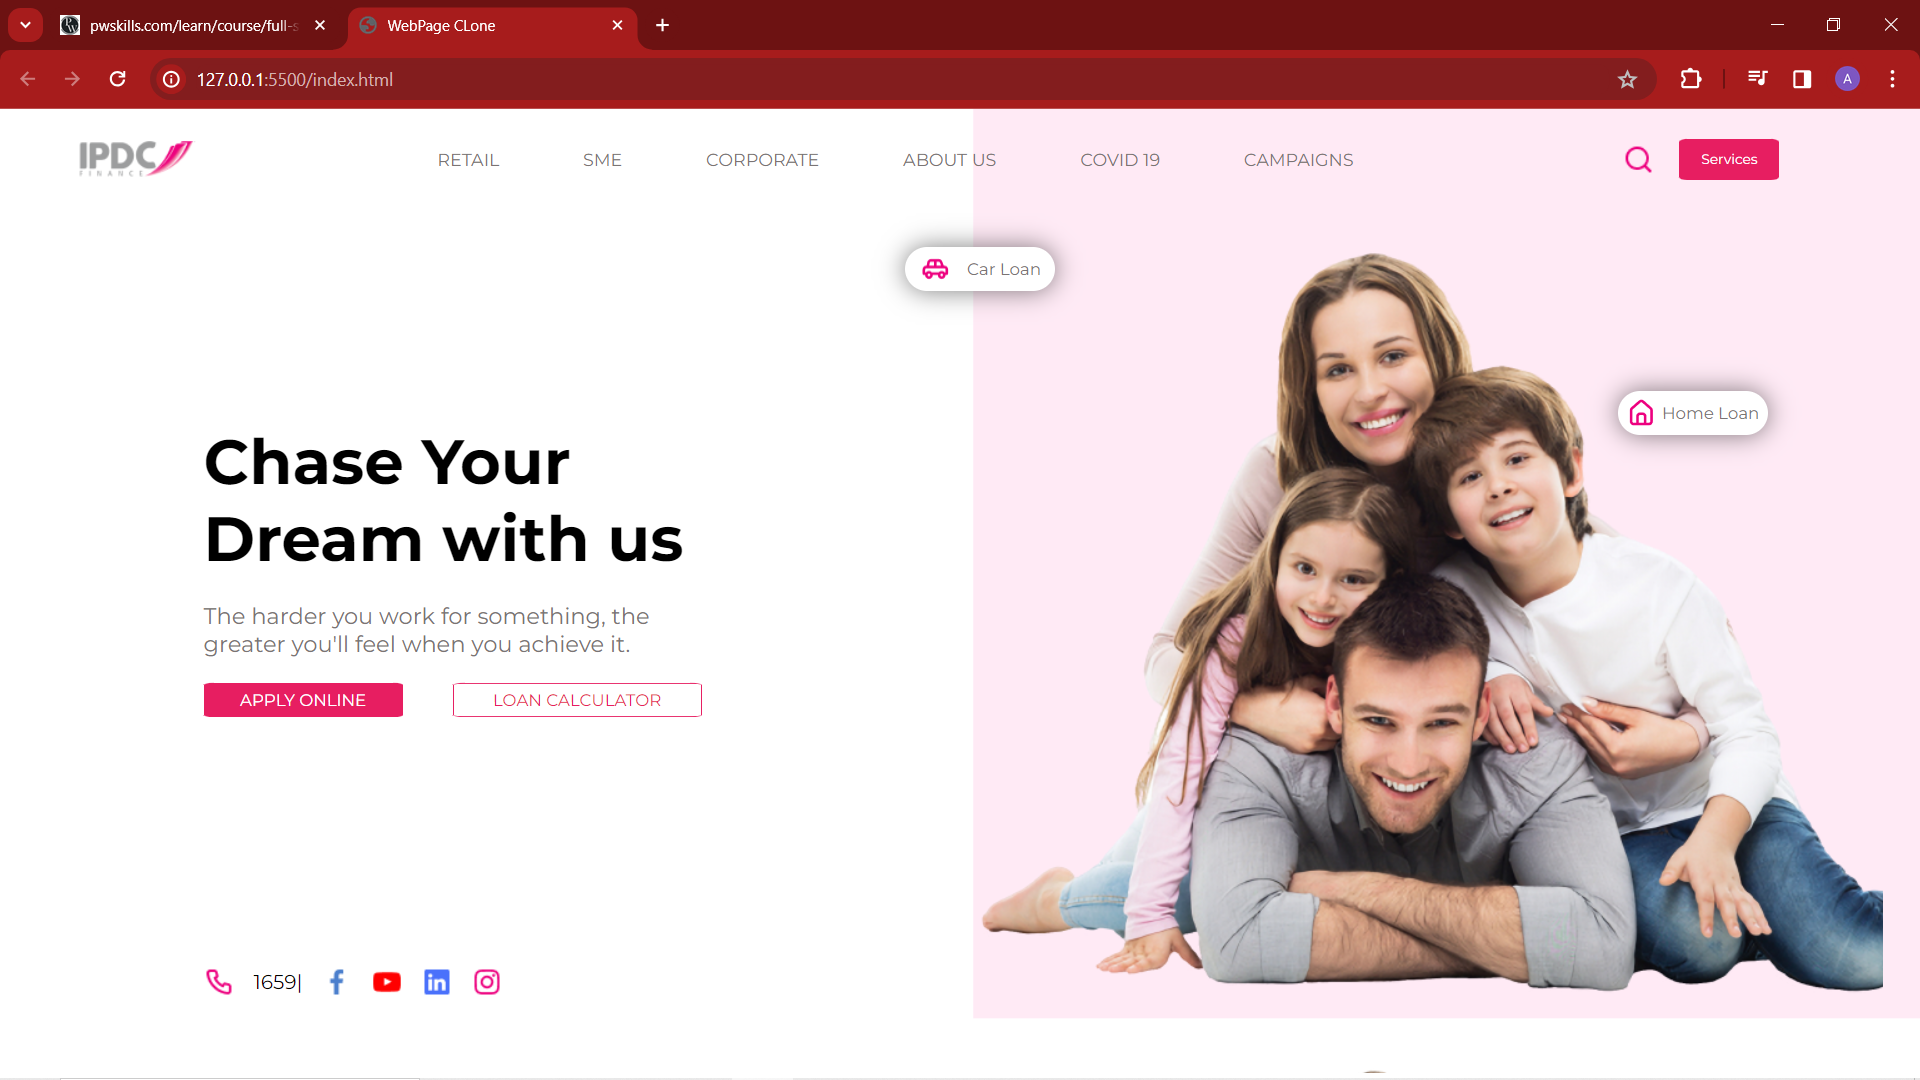 pwskills.com/learn/course/full-s
WebPage CLone
127.0.0.1:5500/index.html
A
IPDC
FINANCE
RETAIL
SME
CORPORATE
ABOUT US
COVID 19
CAMPAIGNS
Services
Car Loan
Home Loan
Chase Your
Dream with us
The harder you work for something, the
greater you'll feel when you achieve it.
APPLY ONLINE
LOAN CALCULATOR
1659|